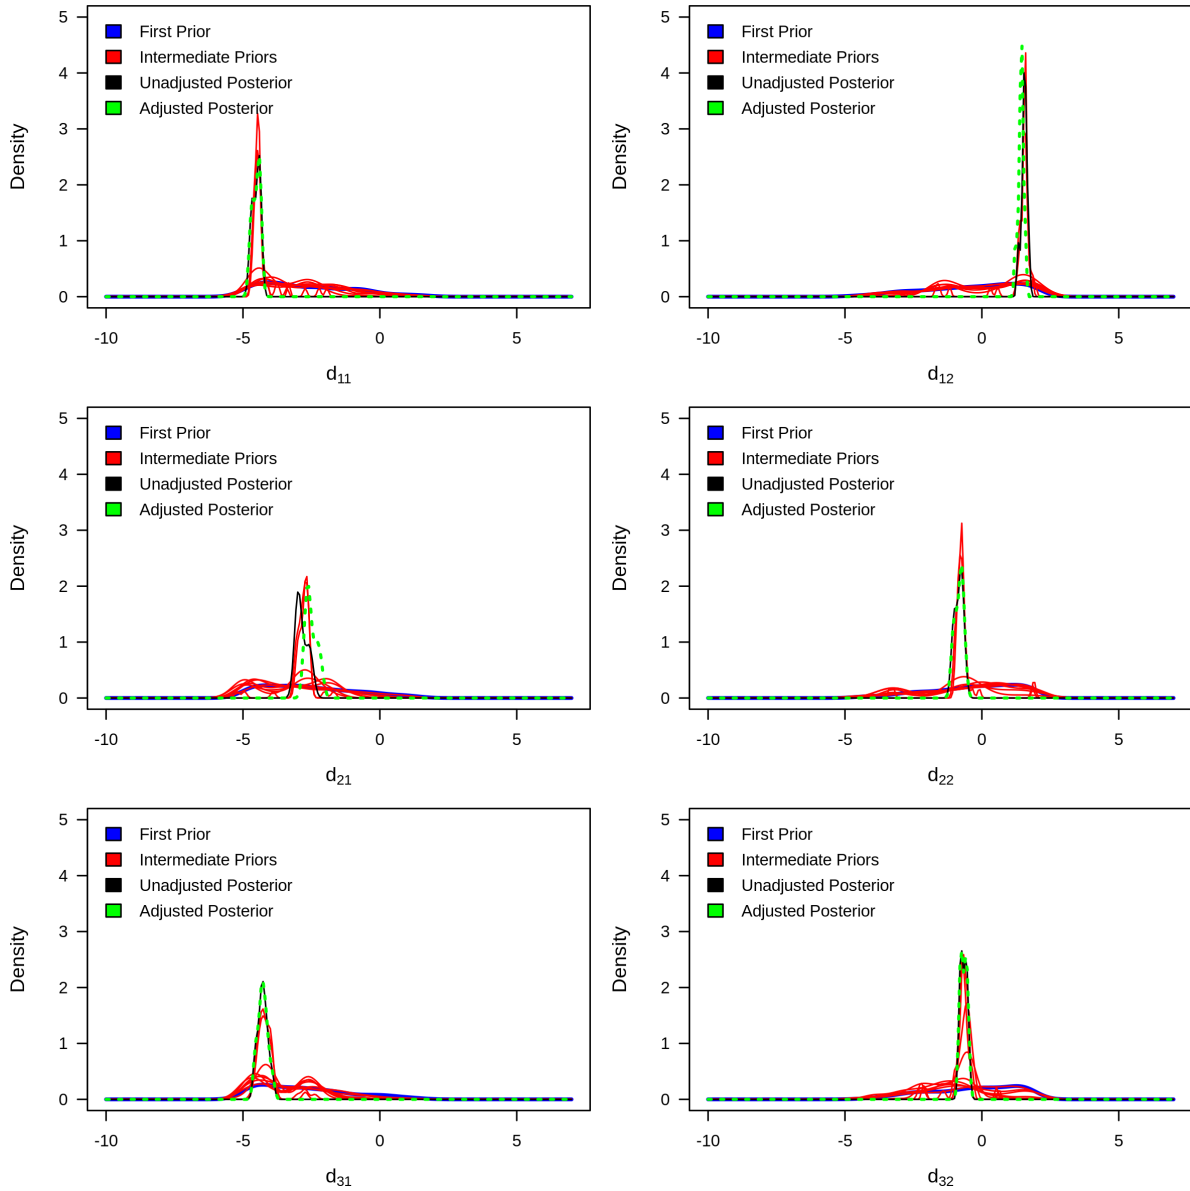 5
4
3
2
1
0
Density
First Prior
Intermediate Priors
Unadjusted Posterior
Adjusted Posterior
-10 -5 0 5
d11
5
4
3
2
1
0
Density
First Prior
Intermediate Priors
Unadjusted Posterior
Adjusted Posterior
-10 -5 0 5
d12
5
4
3
2
1
0
Density
First Prior
Intermediate Priors
Unadjusted Posterior
Adjusted Posterior
-10 -5 0 5
d21
5
4
3
2
1
0
Density
First Prior
Intermediate Priors
Unadjusted Posterior
Adjusted Posterior
-10 -5 0 5
d22
5
4
3
2
1
0
Density
First Prior
Intermediate Priors
Unadjusted Posterior
Adjusted Posterior
-10 -5 0 5
d31
5
4
3
2
1
0
Density
First Prior
Intermediate Priors
Unadjusted Posterior
Adjusted Posterior
-10 -5 0 5
d32